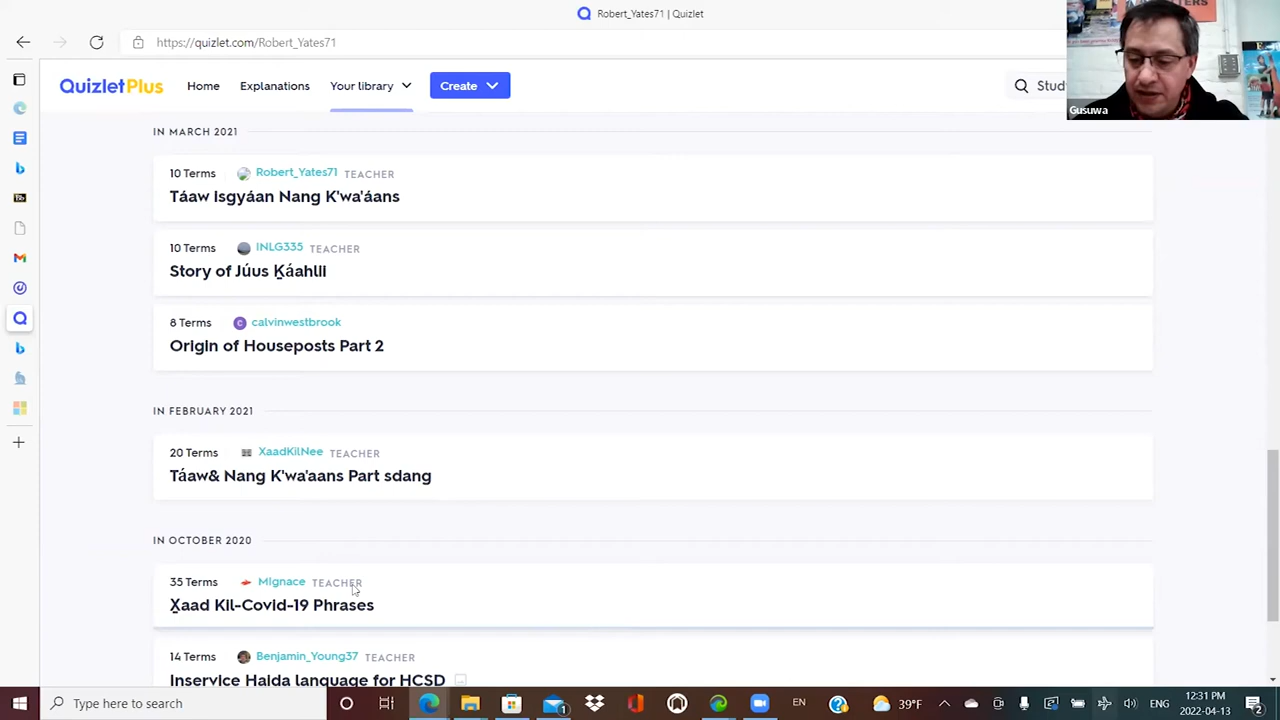 Robert_Yates71 | Quizlet
https://quizlet.com/Robert_Yates71
QuizletPlus Home Explanations Your library Create Stud
Gusuwa
IN MARCH 2021
10 Terms Robert_Yates71 TEACHER
Táaw Isgyáan Nang K'wa'áans
10 Terms INLG335 TEACHER
Story of Júus Ḵáahlii
8 Terms C calvinwestbrook
Origin of Houseposts Part 2
IN FEBRUARY 2021
20 Terms XaadKilNee TEACHER
Táaw& Nang K'wa'aans Part sdang
IN OCTOBER 2020
35 Terms MIgnace TEACHER
X̱aad Kil-Covid-19 Phrases
14 Terms Benjamin_Young37 TEACHER
Inservice Haida language for HCSD
Type here to search
1 EN 39°F ENG 12:31 PM
2022-04-13 2